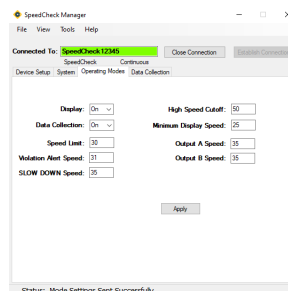 SpeedCheck Manager
File View Tools Help
Connected To: SpeedCheck12345 Close Connection Establish Connection
SpeedCheck Continuous
Device Setup System Operating Modes Data Collection
Display: On High Speed Cutoff: 50
Data Collection: On Minimum Display Speed: 25
Speed Limit: 30 Output A Speed: 35
Violation Alert Speed: 31 Output B Speed: 35
SLOW DOWN Speed: 35
Apply
Status: Mode Settings Sent Successfully